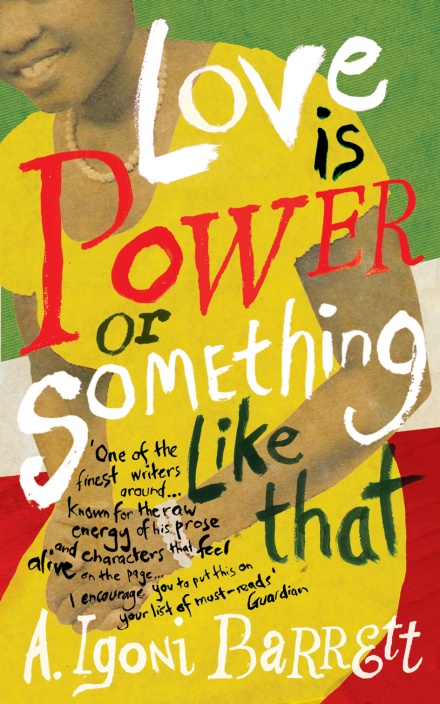 Love
is
POWER
or
SOMEthing
Like
that
'One of the
finest writers
around...
known for the raw
energy of his prose
and characters that feel
alive on the page...
I encourage you to put this on
your list of must-reads'
Guardian
A. Igoni BARREtt